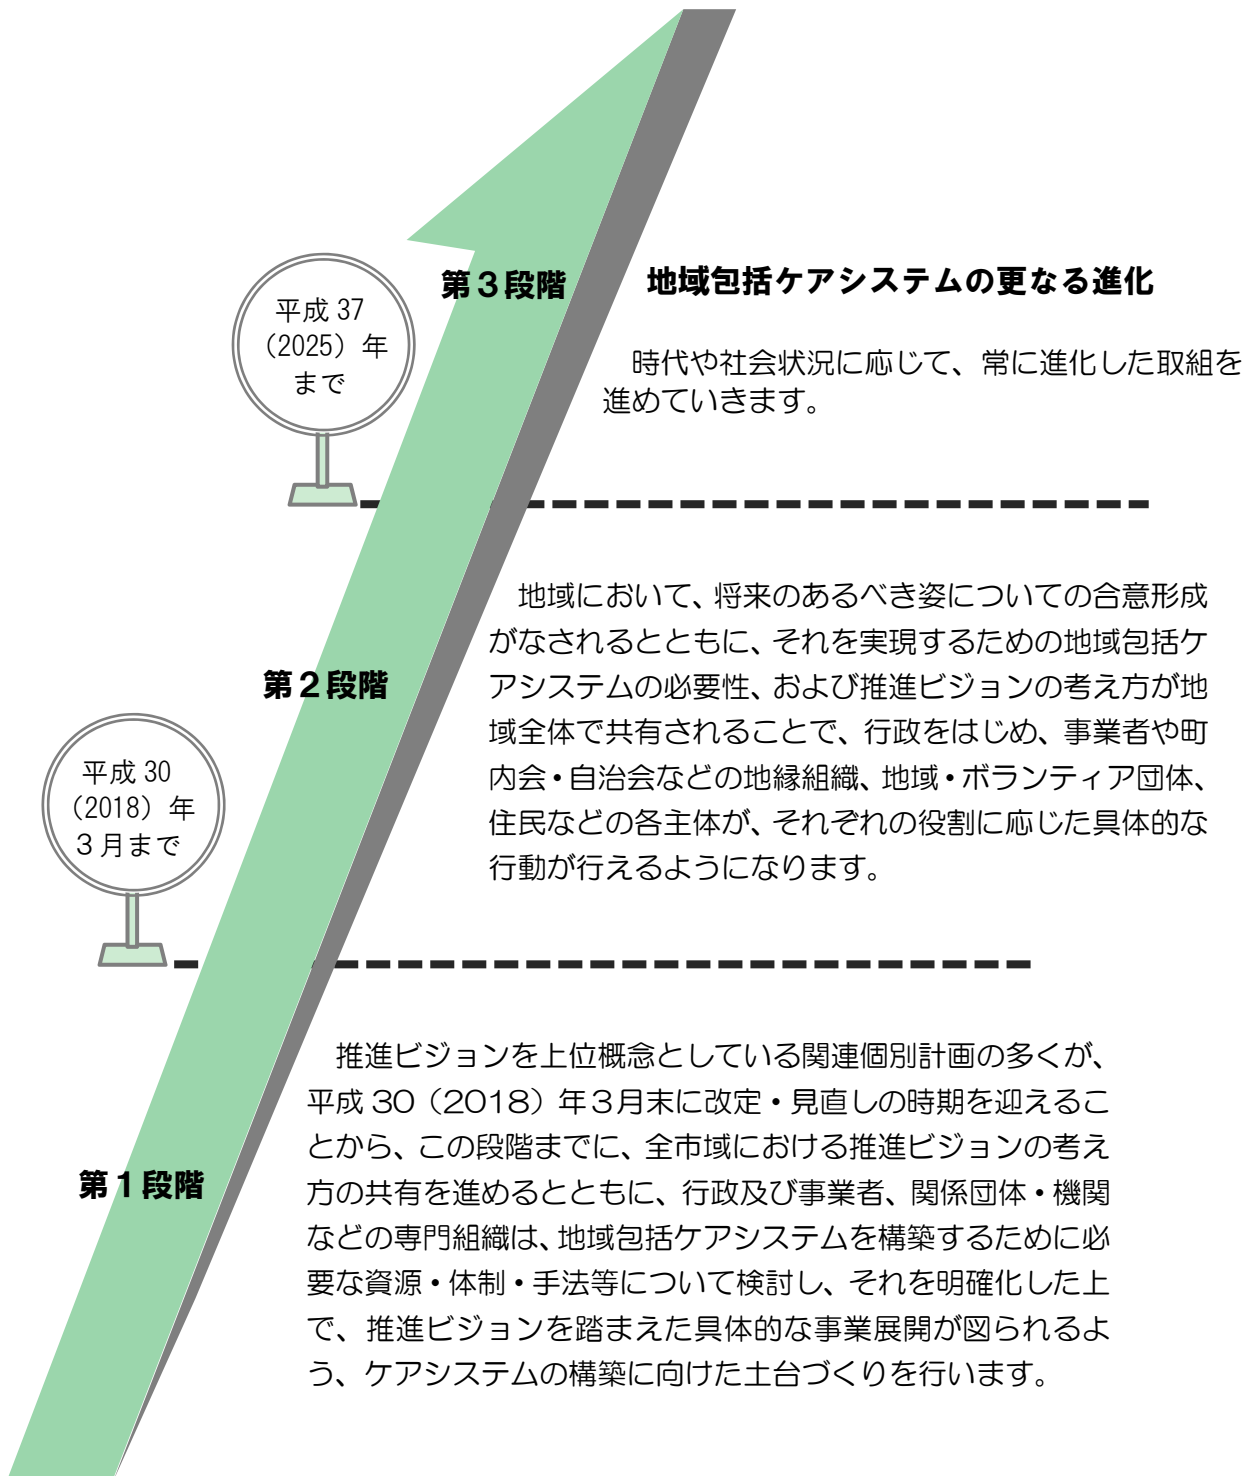 第３段階
地域包括ケアシステムの更なる進化
平成 37
（2025）年
まで
時代や社会状況に応じて、常に進化した取組を
進めていきます。
第２段階
地域において、将来のあるべき姿についての合意形成
がなされるとともに、それを実現するための地域包括ケ
アシステムの必要性、および推進ビジョンの考え方が地
域全体で共有されることで、行政をはじめ、事業者や町
内会・自治会などの地縁組織、地域・ボランティア団体、
住民などの各主体が、それぞれの役割に応じた具体的な
行動が行えるようになります。
平成 30
（2018）年
３月まで
第１段階
推進ビジョンを上位概念としている関連個別計画の多くが、
平成 30（2018）年３月末に改定・見直しの時期を迎えるこ
とから、この段階までに、全市域における推進ビジョンの考え
方の共有を進めるとともに、行政及び事業者、関係団体・機関
などの専門組織は、地域包括ケアシステムを構築するために必
要な資源・体制・手法等について検討し、それを明確化した上
で、推進ビジョンを踏まえた具体的な事業展開が図られるよ
う、ケアシステムの構築に向けた土台づくりを行います。